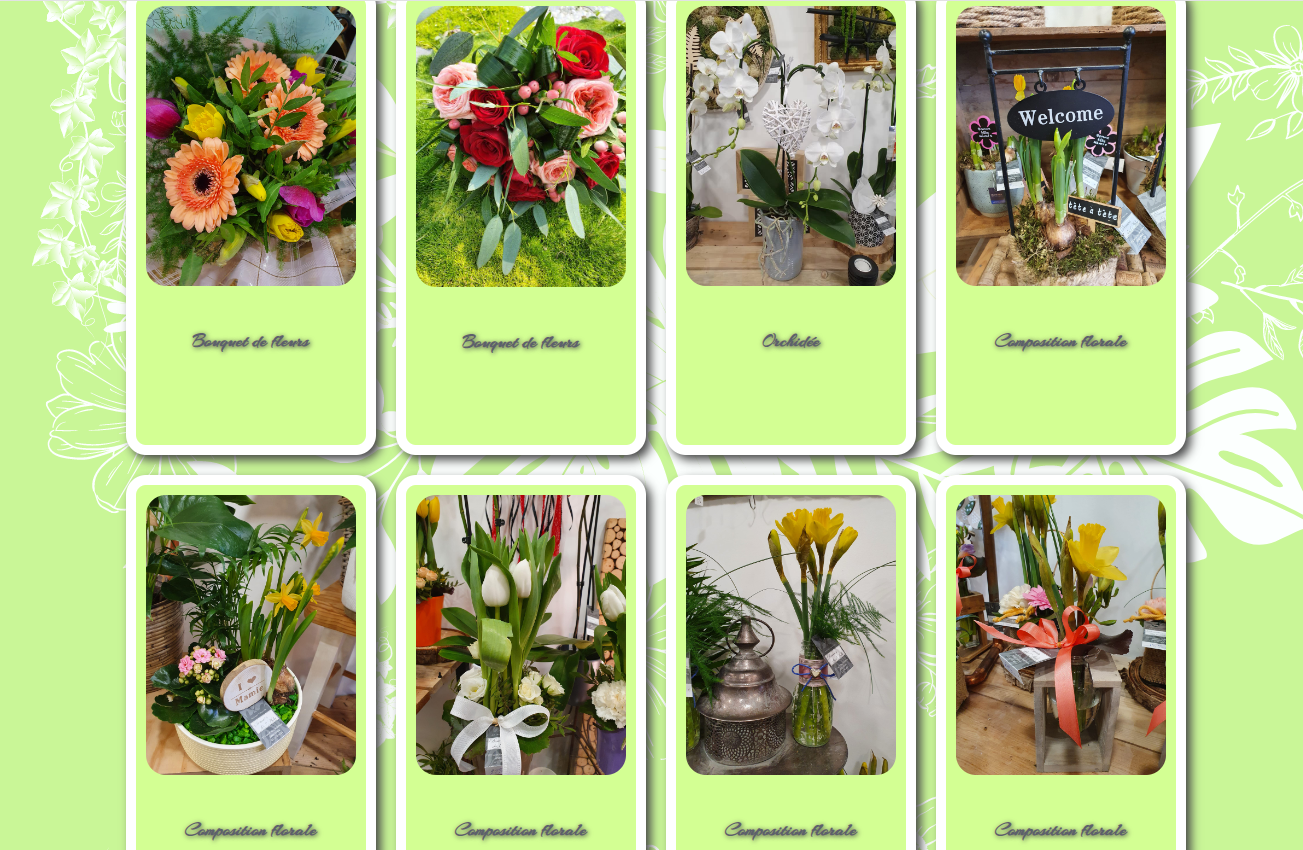 Welcome
tête à tête
Bouquet de fleurs
Bouquet de fleurs
Orchidée
Composition florale
I ❤
Mamie
Composition florale
Composition florale
Composition florale
Composition florale